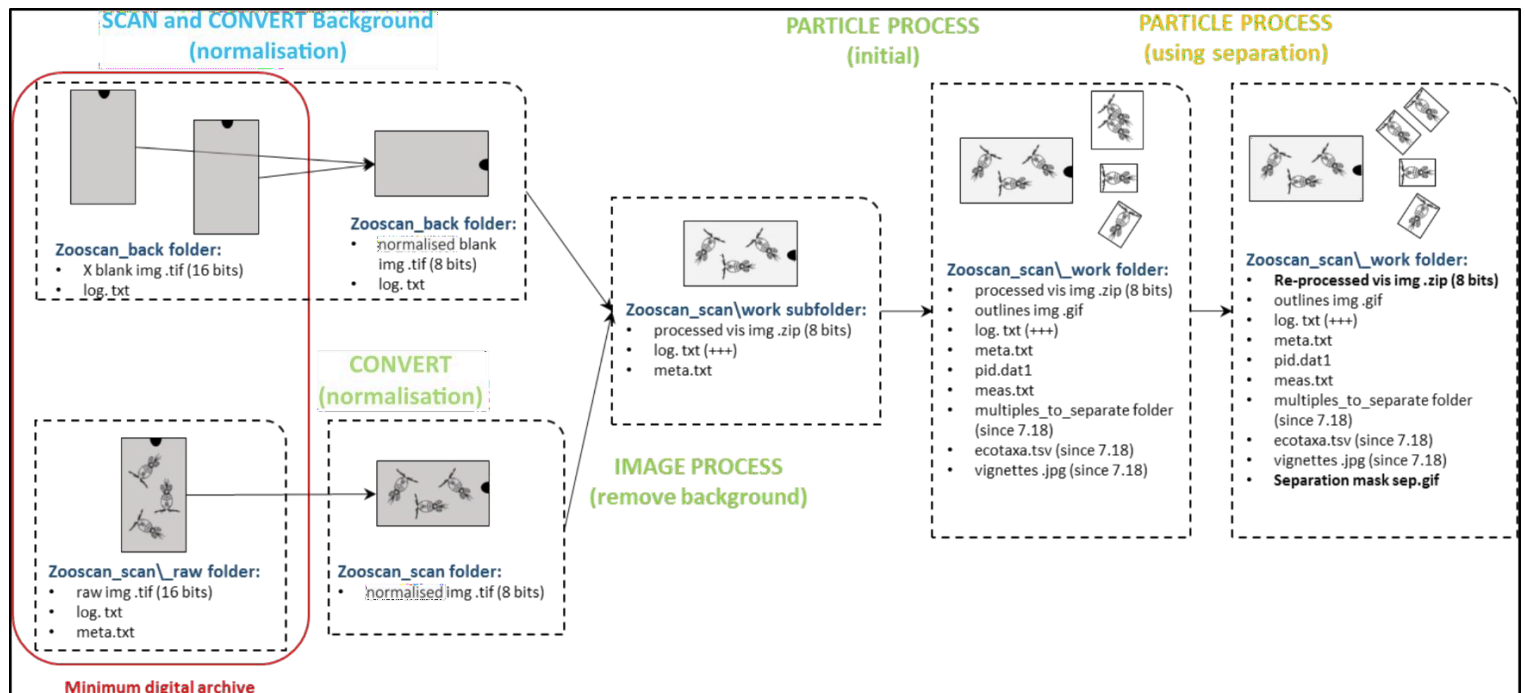 SCAN and CONVERT Background
(normalisation)
PARTICLE PROCESS
(initial)
PARTICLE PROCESS
(using separation)
Zooscan_back folder:
• X blank img .tif (16 bits)
• log. txt
Zooscan_back folder:
• normalised blank
img .tif (8 bits)
• log. txt
CONVERT
(normalisation)
Zooscan_scan\_raw folder:
• raw img .tif (16 bits)
• log. txt
• meta.txt
Zooscan_scan folder:
• normalised img .tif (8 bits)
Minimum digital archive
Zooscan_scan\work subfolder:
• processed vis img .zip (8 bits)
• log. txt (+++)
• meta.txt
IMAGE PROCESS
(remove background)
Zooscan_scan\_work folder:
• processed vis img .zip (8 bits)
• outlines img .gif
• log. txt (+++)
• meta.txt
• pid.dat1
• meas.txt
• multiples_to_separate folder
(since 7.18)
• ecotaxa.tsv (since 7.18)
• vignettes .jpg (since 7.18)
Zooscan_scan\_work folder:
• Re-processed vis img .zip (8 bits)
• outlines img .gif
• log. txt (+++)
• meta.txt
• pid.dat1
• meas.txt
• multiples_to_separate folder
(since 7.18)
• ecotaxa.tsv (since 7.18)
• vignettes .jpg (since 7.18)
• Separation mask sep.gif